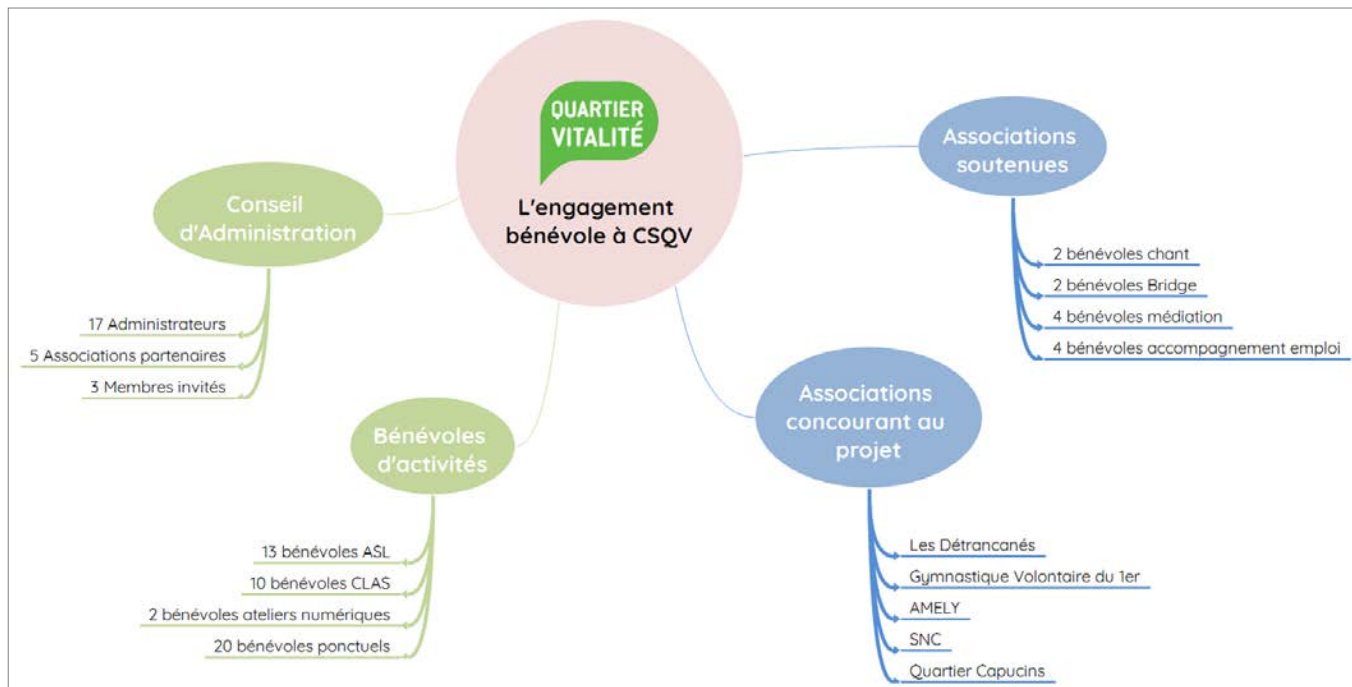 QUARTIER
VITALITÉ
L'engagement
bénévole à CSQV
Conseil
d'Administration
17 Administrateurs
5 Associations partenaires
3 Membres invités
Bénévoles
d'activités
13 bénévoles ASL
10 bénévoles CLAS
2 bénévoles ateliers numériques
20 bénévoles ponctuels
Associations
soutenues
2 bénévoles chant
2 bénévoles Bridge
4 bénévoles médiation
4 bénévoles accompagnement emploi
Associations
concourant au
projet
Les Détrancanés
Gymnastique Volontaire du 1er
AMELY
SNC
Quartier Capucins